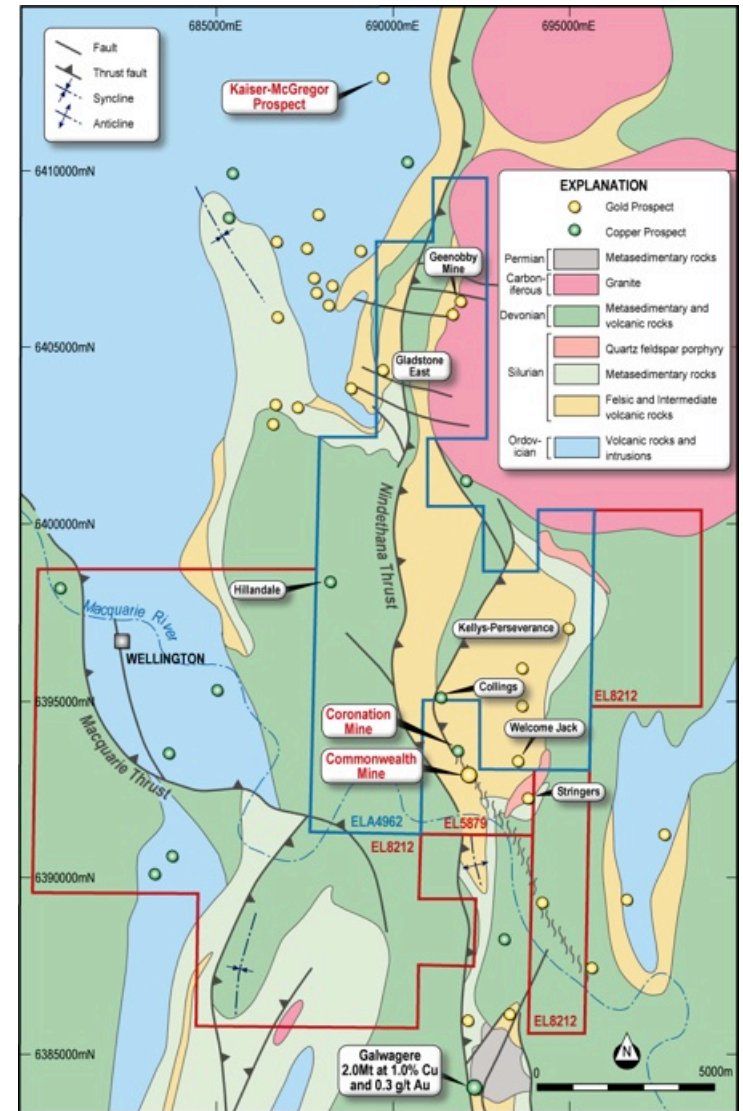 685000mE
690000mE
695000mE
Fault
Thrust fault
Syncline
Anticline
Kaiser-McGregor
Prospect
6410000mN
EXPLANATION
Gold Prospect
Copper Prospect
Permian
Metasedimentary rocks
Carbon-
iferous
Granite
Devonian
Metasedimentary and
volcanic rocks
Silurian
Quartz feldspar porphyry
Metasedimentary rocks
Felsic and Intermediate
volcanic rocks
Ordov-
ician
Volcanic rocks and
intrusions
Geenobby
Mine
6405000mN
Gladstone
East
6400000mN
Nindethana Thrust
Hillandale
Macquarie River
WELLINGTON
Kellys-Perseverance
6395000mN
Collings
EL8212
Coronation
Mine
Welcome Jack
Macquarie Thrust
Commonwealth
Mine
Stringers
ELA4962
EL5879
EL8212
6390000mN
EL8212
6385000mN
Galwagere
2.0Mt at 1.0% Cu
and 0.3 g/t Au
N
0
5000m